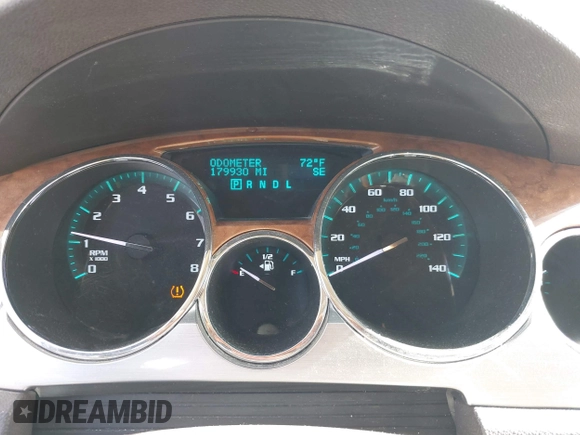 ODOMETER 72°F
179930 MI SE
P R N D L
0 1 2 3 4 5 6 7 8
RPM
X 1000
E 1/2 F
0 20 40 60 80 100 120 140
MPH
km/h
DREAMBID